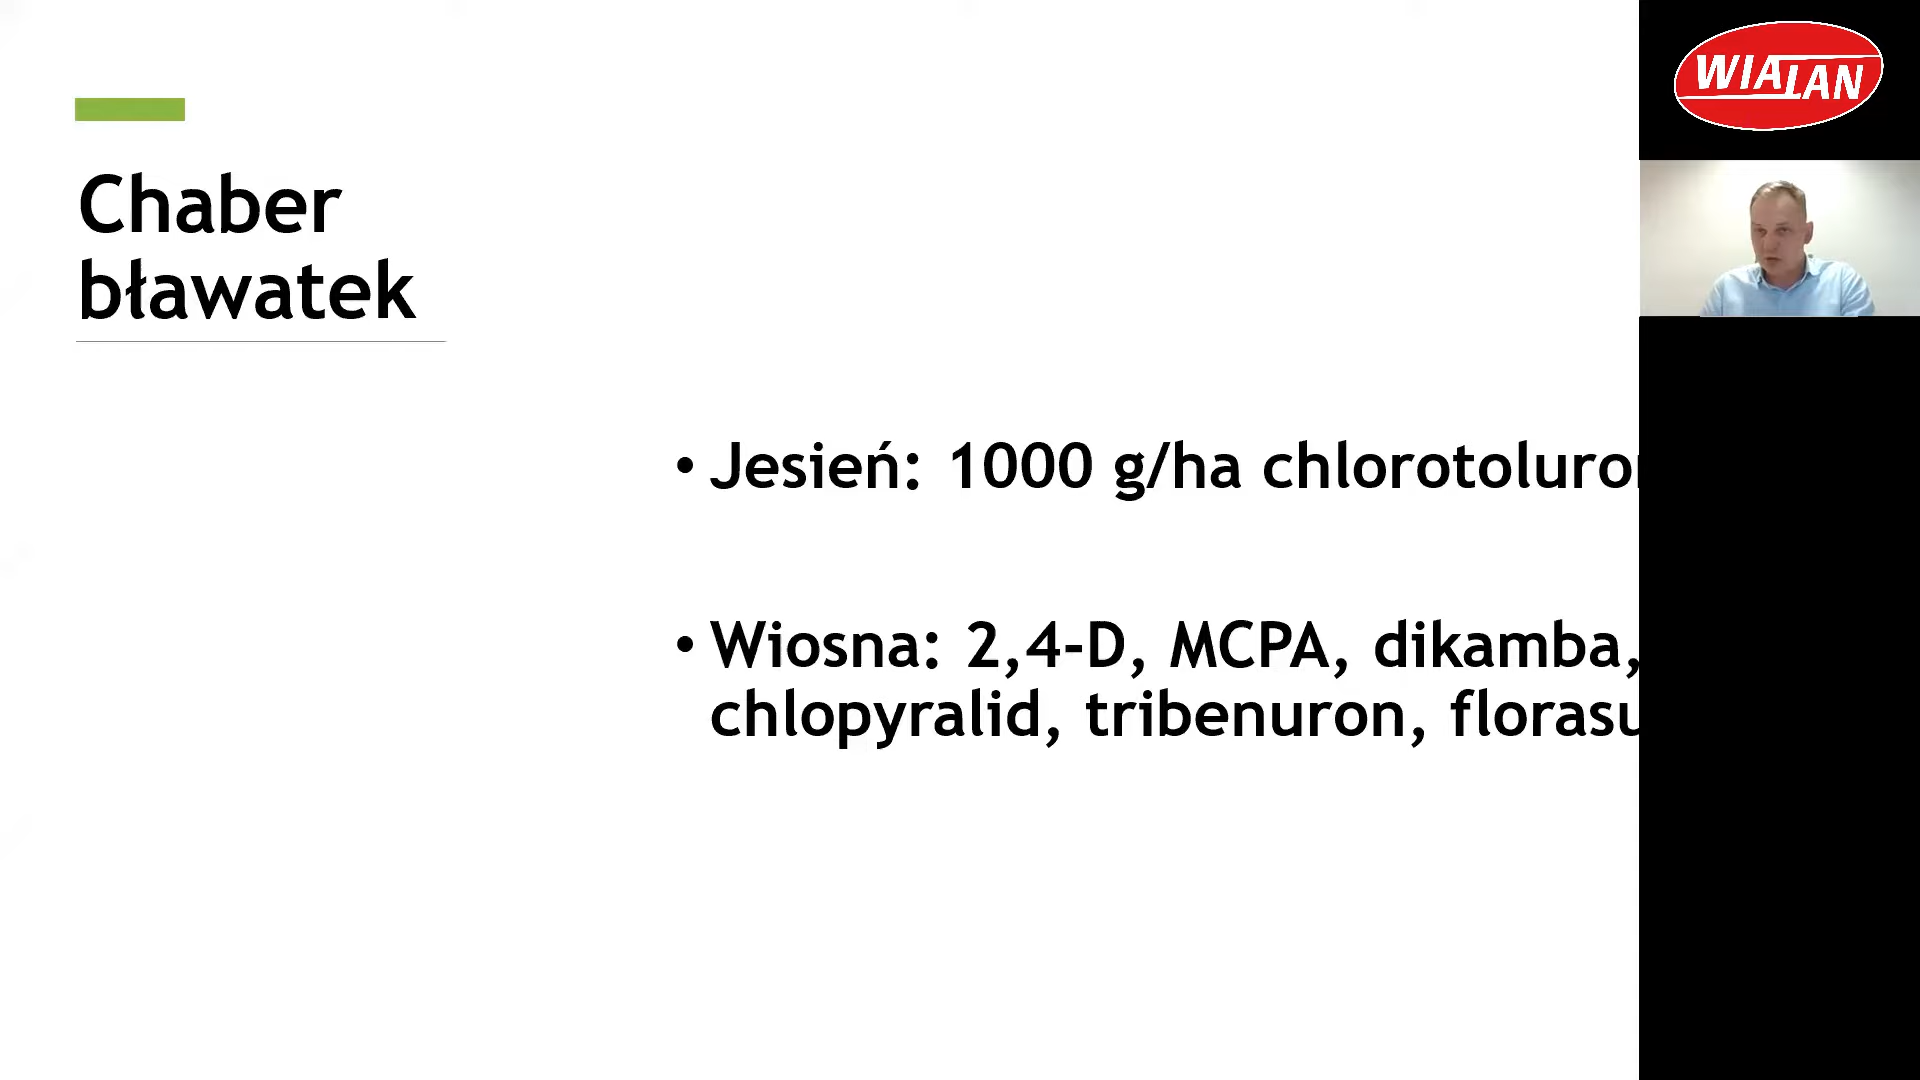 Chaber
bławatek
• Jesień: 1000 g/ha chlorotoluro
• Wiosna: 2,4-D, MCPA, dikamba,
chlopyralid, tribenuron, florasu
WIALAN